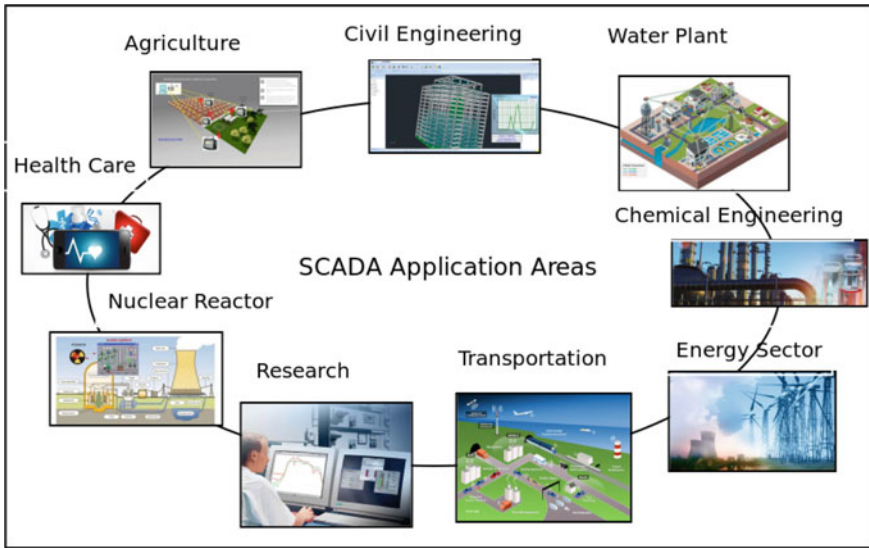 Agriculture
Civil Engineering
Water Plant
Health Care
Chemical Engineering
SCADA Application Areas
Nuclear Reactor
Energy Sector
Transportation
Research